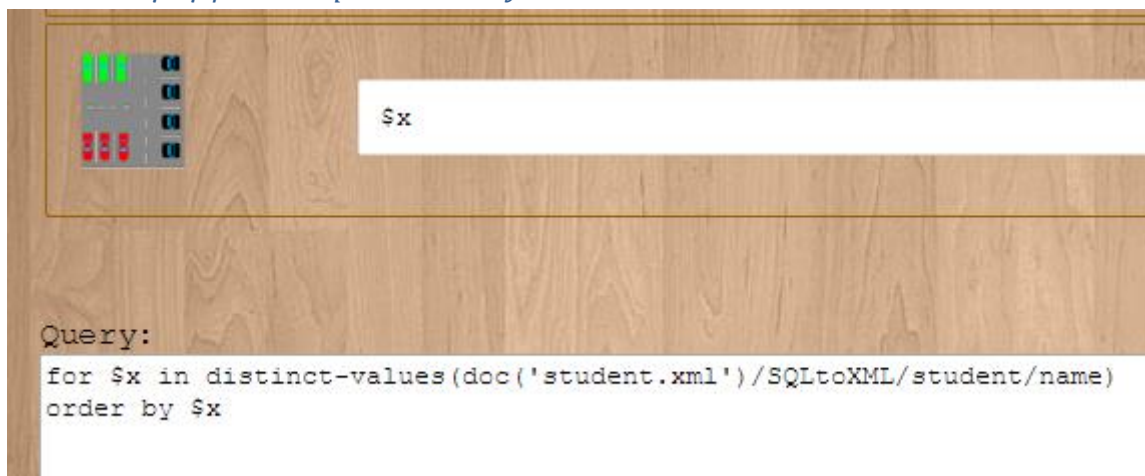 $x
Query:
for $x in distinct-values(doc('student.xml')/SQLtoXML/student/name)
order by $x